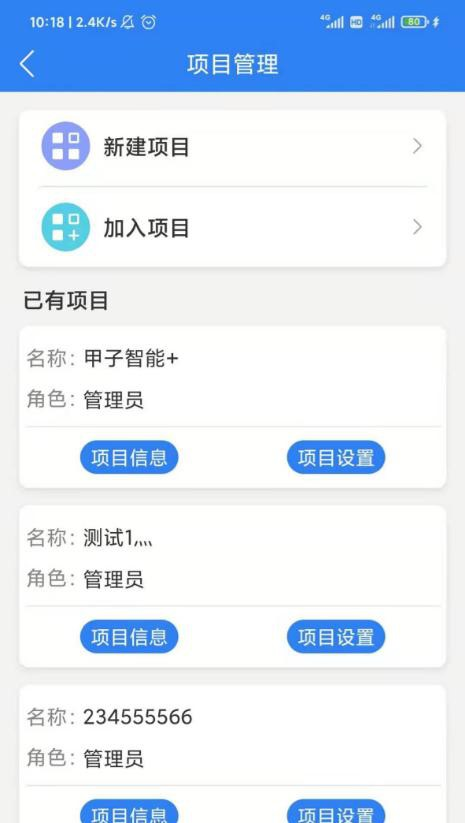 10:18 | 2.4K/s 4G HD 4G 80
项目管理
新建项目
加入项目
已有项目
名称: 甲子智能+
角色: 管理员
项目信息 项目设置
名称: 测试1,,,,
角色: 管理员
项目信息 项目设置
名称: 234555566
角色: 管理员
项目信息 项目设置